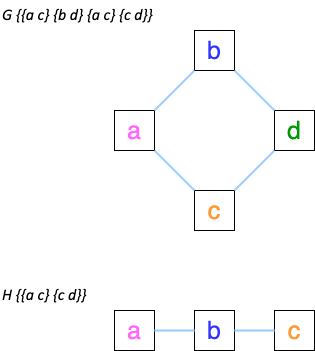 G {{a c} {b d} {a c} {c d}}
b
a d
c
H {{a c} {c d}}
a b c